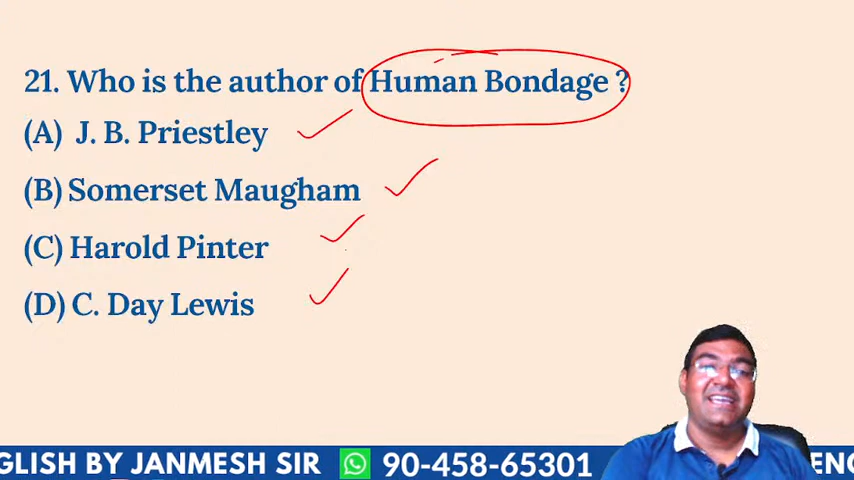 21. Who is the author of Human Bondage ?
(A) J. B. Priestley
(B) Somerset Maugham
(C) Harold Pinter
(D) C. Day Lewis
GLISH BY JANMESH SIR 90-458-65301 ENG